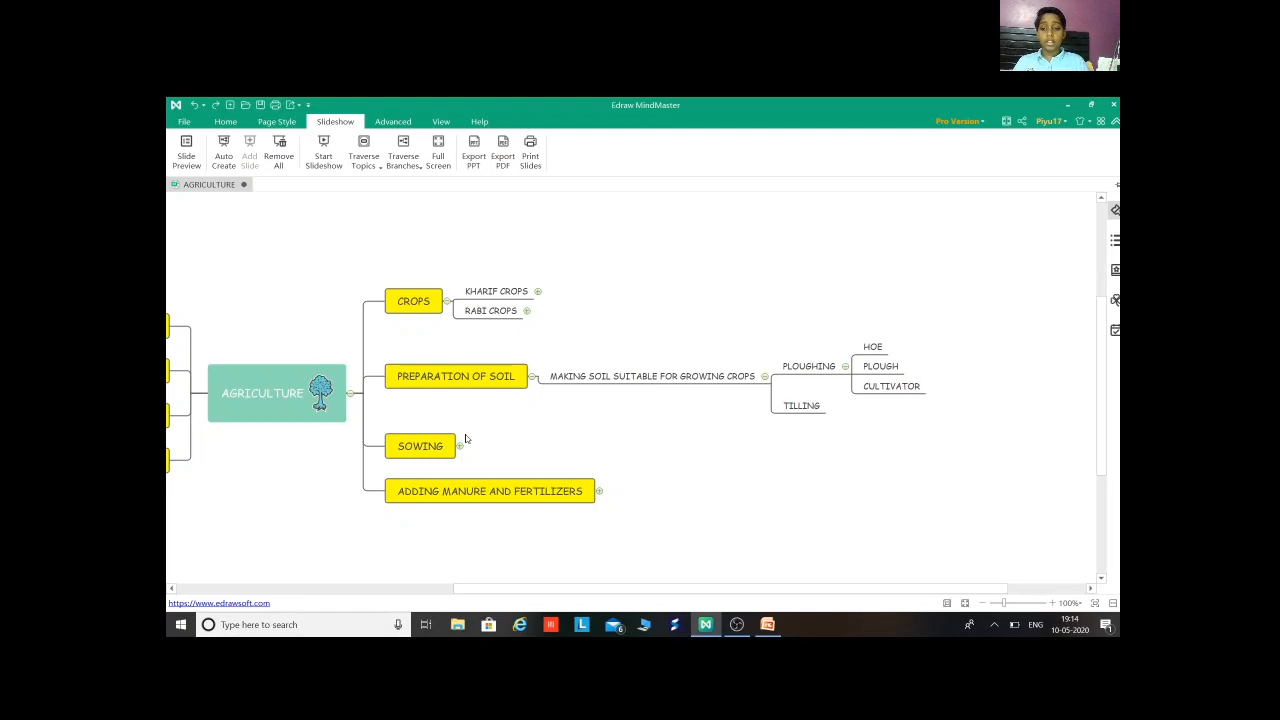 Edraw MindMaster
File Home Page Style Slideshow Advanced View Help Pro Version Piyu17
Slide Preview
Auto Create
Add Slide
Remove All
Start Slideshow
Traverse Topics
Traverse Branches
Full Screen
Export PPT
Export PDF
Print Slides
AGRICULTURE
CROPS
KHARIF CROPS
RABI CROPS
AGRICULTURE
PREPARATION OF SOIL
MAKING SOIL SUITABLE FOR GROWING CROPS
PLOUGHING
HOE
PLOUGH
CULTIVATOR
TILLING
SOWING
ADDING MANURE AND FERTILIZERS
https://www.edrawsoft.com
100%
Type here to search
6
ENG
19:14
10-05-2020
1